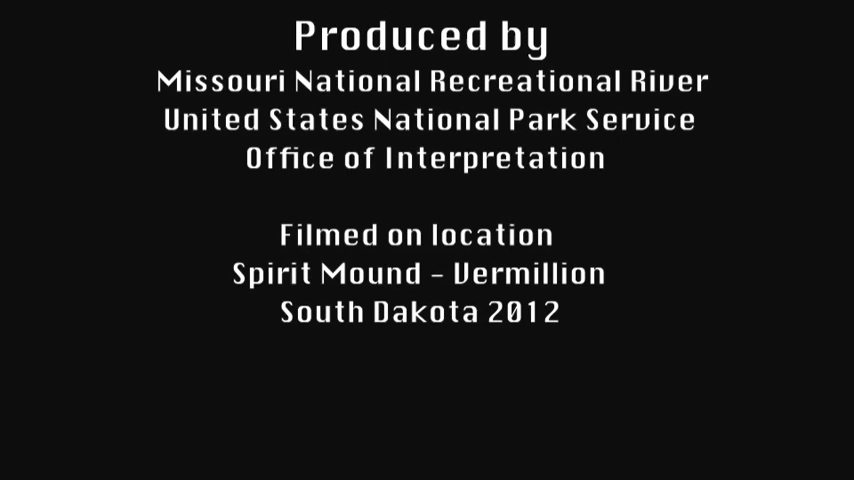 Produced by
Missouri National Recreational River
United States National Park Service
Office of Interpretation
Filmed on location
Spirit Mound - Vermillion
South Dakota 2012